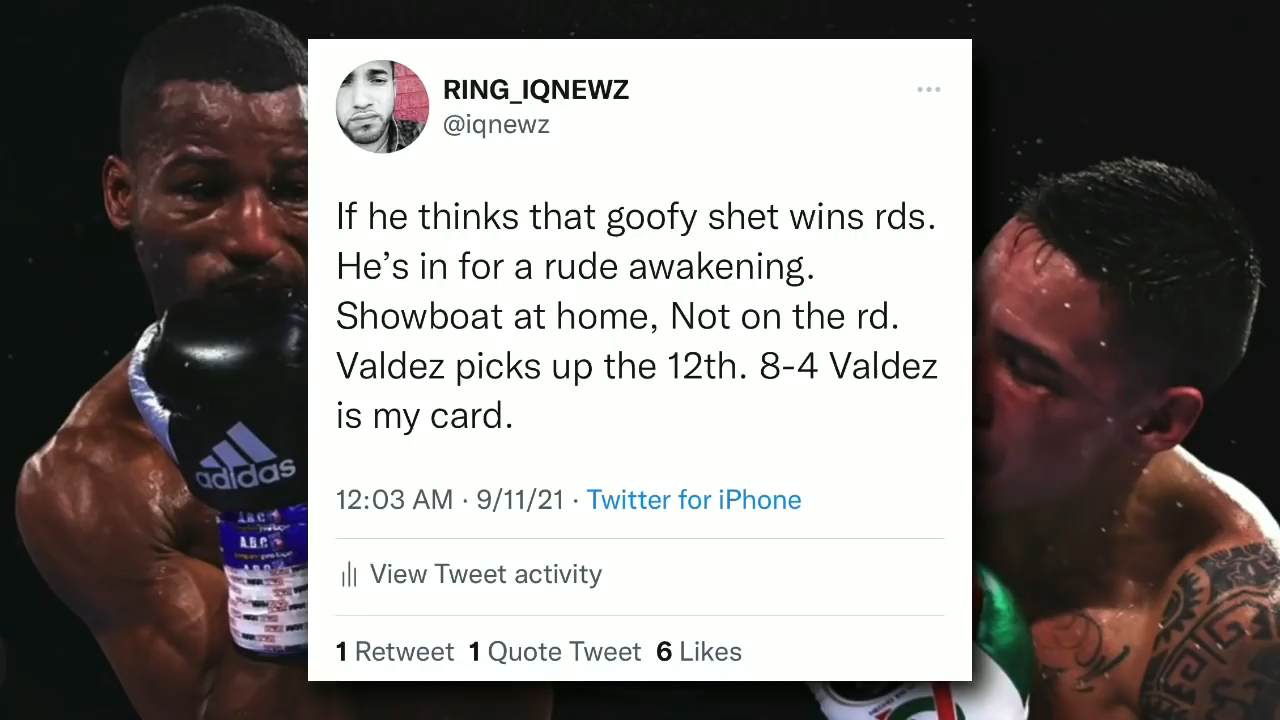 RING_IQNEWZ
@iqnewz
If he thinks that goofy shet wins rds.
He’s in for a rude awakening.
Showboat at home, Not on the rd.
Valdez picks up the 12th. 8-4 Valdez
is my card.
12:03 AM · 9/11/21 · Twitter for iPhone
View Tweet activity
1 Retweet 1 Quote Tweet 6 Likes
adidas
A.B.C
A.B.C